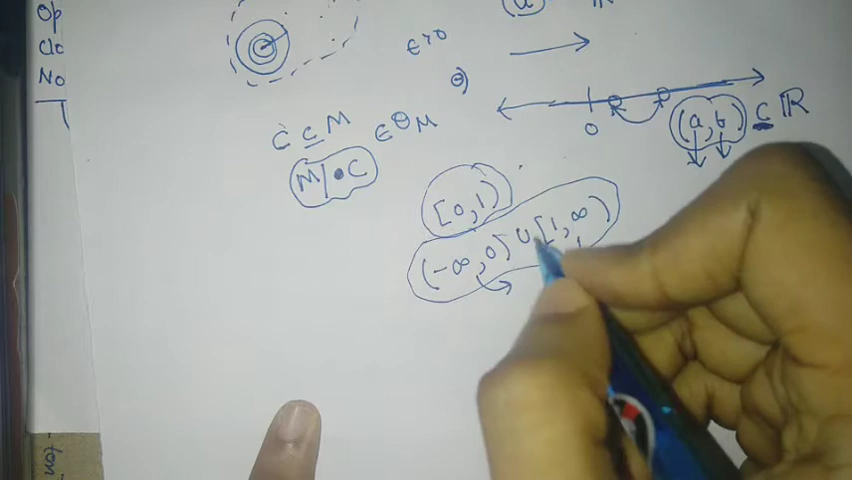 Op
Clo
No
ε>0
0
(a,b) ⊆ ℝ
C ⊆ M
M\C
[0,1)
(-∞,0) ∪ [1,∞)